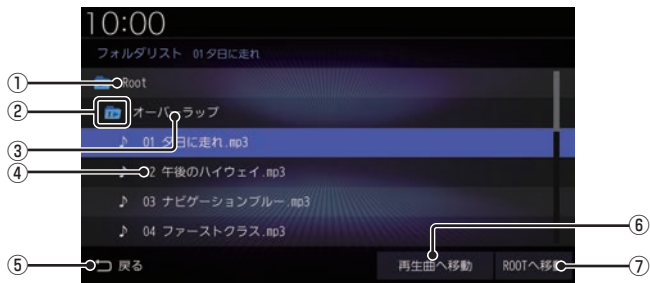 10:00
フォルダリスト 01夕日に走れ
① Root
② オーバーラップ
③
♪ 01 夕日に走れ.mp3
④ 02 午後のハイウェイ.mp3
♪ 03 ナビゲーションブルー.mp3
♪ 04 ファーストクラス.mp3
⑥
⑤ 戻る 再生曲へ移動 ROOTへ移動 ⑦